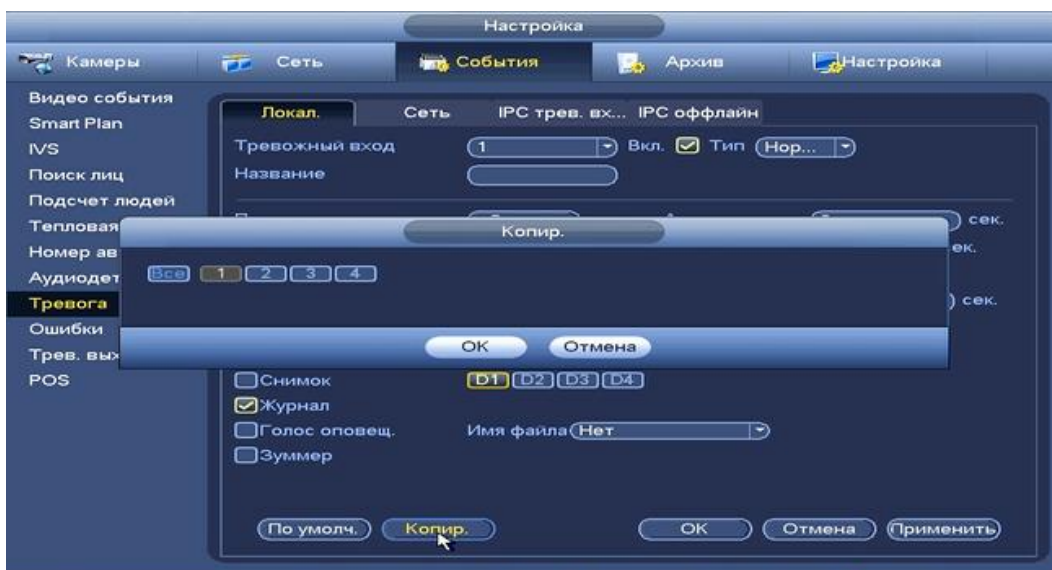 Настройка
Камеры Сеть События Архив Настройка
Видео события
Smart Plan
IVS
Поиск лиц
Подсчет людей
Тепловая
Номер ав
Аудиодет
Тревога
Ошибки
Трев. вых
POS
Локал. Сеть IPC трев. вх... IPC оффлайн
Тревожный вход 1 Вкл. Тип Нор...
Название
сек.
ек.
сек.
Копир.
Все 1 2 3 4
OK Отмена
Снимок D1 D2 D3 D4
Журнал
Голос оповещ. Имя файла Нет
Зуммер
По умолч. Копир. OK Отмена Применить